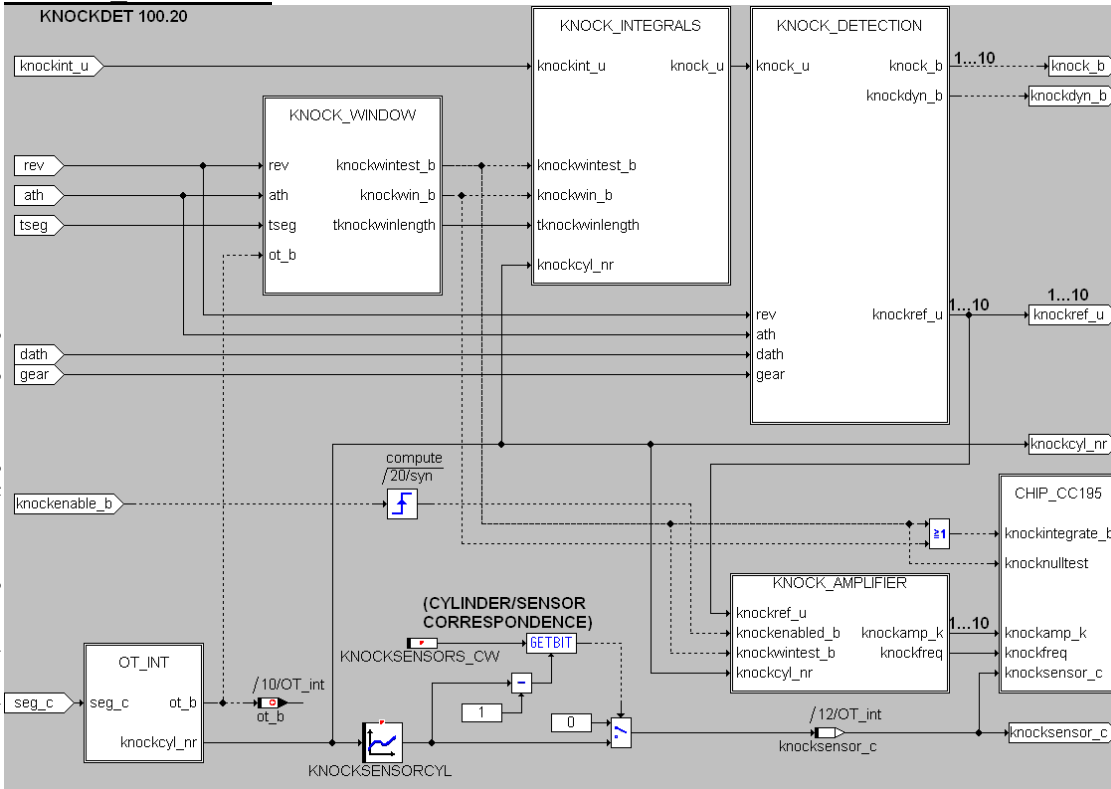 KNOCKDET 100.20
knockint_u
KNOCK_INTEGRALS
knockint_u
knock_u
knockwintest_b
knockwin_b
tknockwinlength
knockcyl_nr
KNOCK_DETECTION
knock_u
knock_b
knockdyn_b
rev
ath
dath
gear
knockref_u
1...10
knock_b
knockdyn_b
1...10
1...10
knockref_u
KNOCK_WINDOW
rev
ath
tseg
ot_b
knockwintest_b
knockwin_b
tknockwinlength
rev
ath
tseg
dath
gear
knockcyl_nr
compute
/20/syn
knockenable_b
CHIP_CC195
knockintegrate_b
knocknulltest
knockamp_k
knockfreq
knocksensor_c
≥1
KNOCK_AMPLIFIER
knockref_u
knockenabled_b
knockwintest_b
knockcyl_nr
knockamp_k
knockfreq
1...10
(CYLINDER/SENSOR
CORRESPONDENCE)
GETBIT
KNOCKSENSORS_CW
-
1
0
OT_INT
seg_c
ot_b
knockcyl_nr
seg_c
/10/OT_int
ot_b
KNOCKSENSORCYL
/12/OT_int
knocksensor_c
knocksensor_c